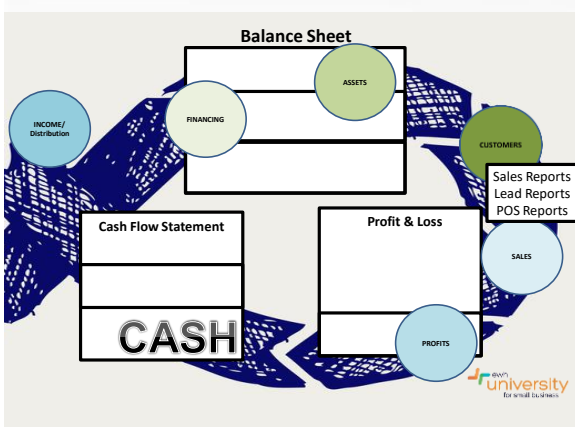 Balance Sheet
ASSETS
INCOME/
Distribution
FINANCING
CUSTOMERS
Sales Reports
Lead Reports
POS Reports
Cash Flow Statement
Profit & Loss
SALES
CASH
PROFITS
ewh
university
for small business